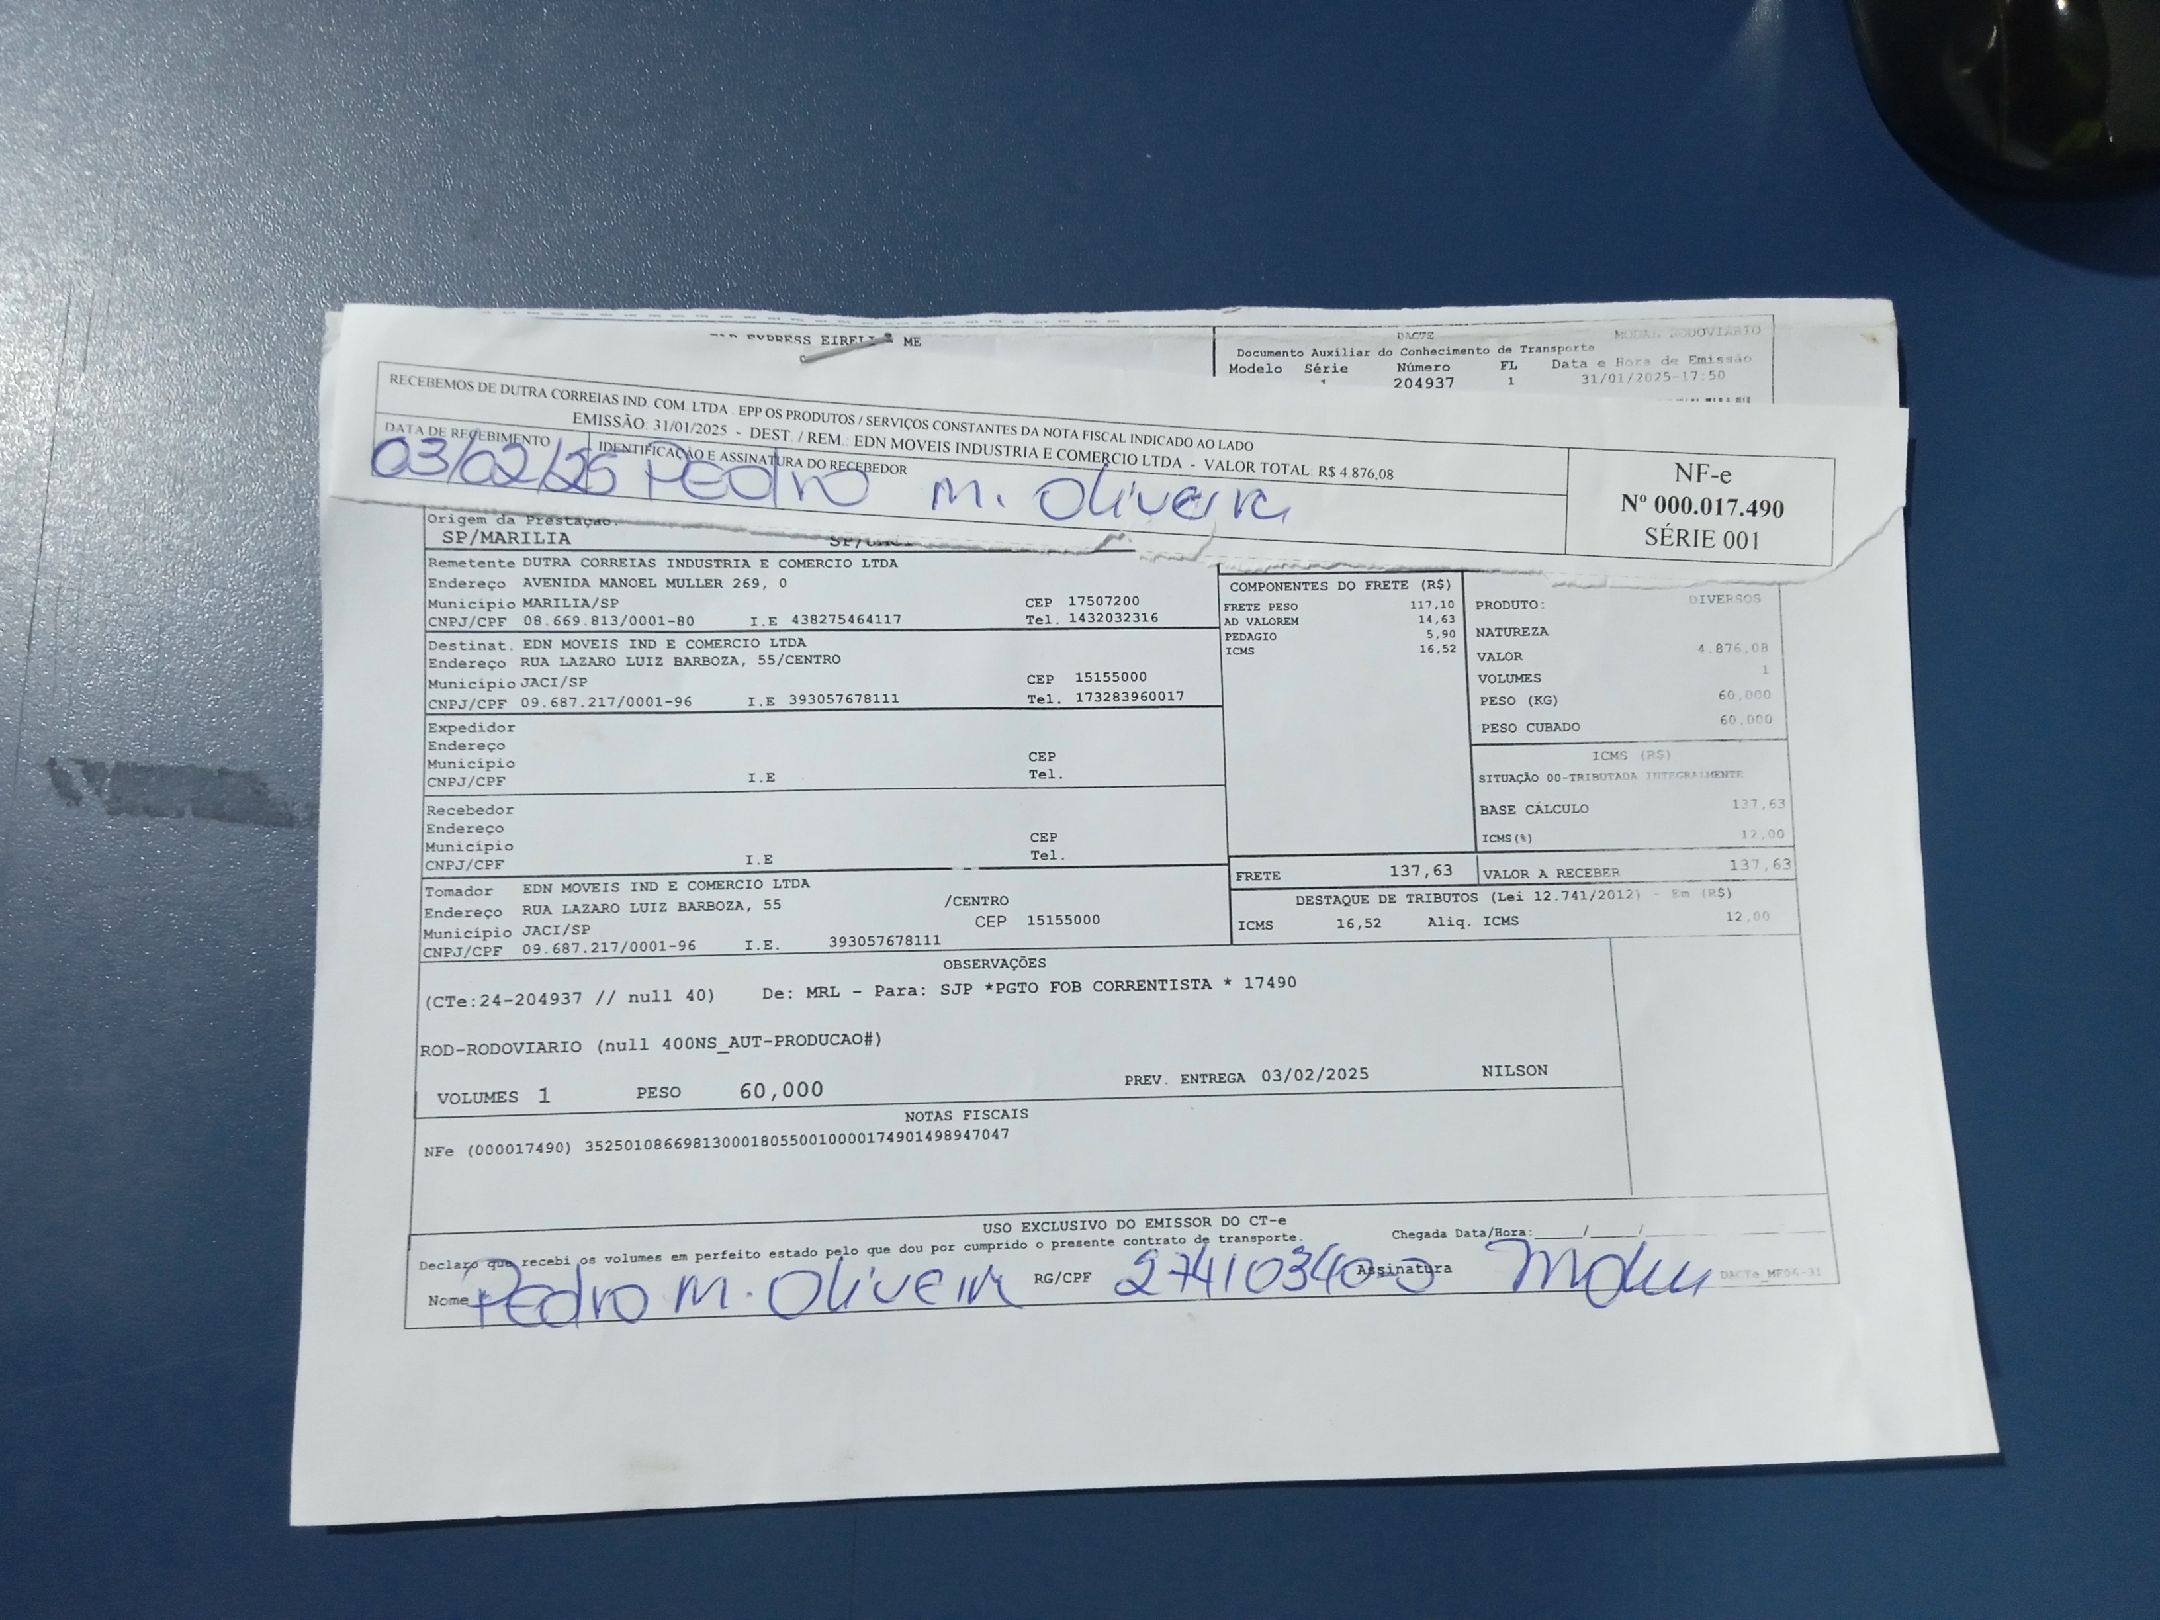 EIRELI ME
DACTE
MODAL RODOVIÁRIO
Documento Auxiliar do Conhecimento de Transporte
Modelo Série Número FL Data e Hora de Emissão
204937 1 31/01/2025-17:50
RECEBEMOS DE DUTRA CORREIAS IND. COM. LTDA . EPP OS PRODUTOS / SERVIÇOS CONSTANTES DA NOTA FISCAL INDICADO AO LADO
EMISSÃO: 31/01/2025 - DEST. / REM.: EDN MOVEIS INDUSTRIA E COMERCIO LTDA - VALOR TOTAL: R$ 4.876,08
DATA DE RECEBIMENTO
IDENTIFICAÇÃO E ASSINATURA DO RECEBEDOR
03/02/25 Pedro M. Oliveira
NF-e
Nº 000.017.490
SÉRIE 001
Origem da Prestação.
SP/MARILIA
Remetente DUTRA CORREIAS INDUSTRIA E COMERCIO LTDA
Endereço AVENIDA MANOEL MULLER 269, 0
Município MARILIA/SP CEP 17507200
CNPJ/CPF 08.669.813/0001-80 I.E 438275464117 Tel. 1432032316
Destinat. EDN MOVEIS IND E COMERCIO LTDA
Endereço RUA LAZARO LUIZ BARBOZA, 55/CENTRO
Município JACI/SP CEP 15155000
CNPJ/CPF 09.687.217/0001-96 I.E 393057678111 Tel. 173283960017
Expedidor
Endereço
Município CEP
CNPJ/CPF I.E Tel.
Recebedor
Endereço
Município CEP
CNPJ/CPF I.E Tel.
Tomador EDN MOVEIS IND E COMERCIO LTDA
Endereço RUA LAZARO LUIZ BARBOZA, 55 /CENTRO
Município JACI/SP CEP 15155000
CNPJ/CPF 09.687.217/0001-96 I.E. 393057678111
COMPONENTES DO FRETE (R$)
FRETE PESO 117,10
AD VALOREM 14,63
PEDAGIO 5,90
ICMS 16,52
PRODUTO: DIVERSOS
NATUREZA
VALOR 4.876,08
VOLUMES 1
PESO (KG) 60,000
PESO CUBADO 60,000
ICMS (R$)
SITUAÇÃO 00-TRIBUTADA INTEGRALMENTE
BASE CÁLCULO 137,63
ICMS(%) 12,00
FRETE 137,63 VALOR A RECEBER 137,63
DESTAQUE DE TRIBUTOS (Lei 12.741/2012) - Em (R$)
ICMS 16,52 Aliq. ICMS 12,00
OBSERVAÇÕES
(CTe:24-204937 // null 40) De: MRL - Para: SJP *PGTO FOB CORRENTISTA * 17490
ROD-RODOVIARIO (null 400NS_AUT-PRODUCAO#)
VOLUMES 1 PESO 60,000 PREV. ENTREGA 03/02/2025 NILSON
NOTAS FISCAIS
NFe (000017490) 35250108669813000180550010000174901498947047
USO EXCLUSIVO DO EMISSOR DO CT-e
Declaro que recebi os volumes em perfeito estado pelo que dou por cumprido o presente contrato de transporte. Chegada Data/Hora:_____/_____/
Nome Pedro M. Oliveira RG/CPF Assinatura
DACTe_MF06-31